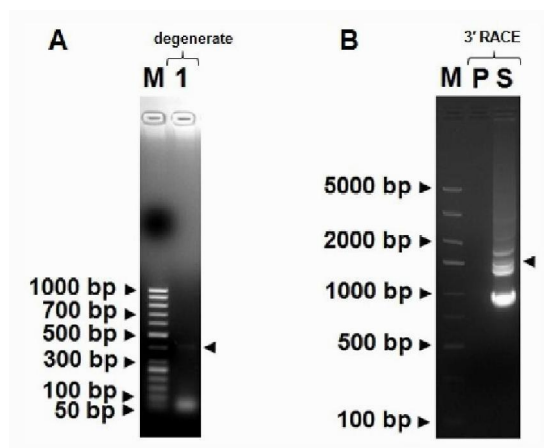 A
degenerate
M 1
1000 bp
700 bp
500 bp
300 bp
100 bp
50 bp
B
3′ RACE
M P S
5000 bp
2000 bp
1000 bp
500 bp
100 bp